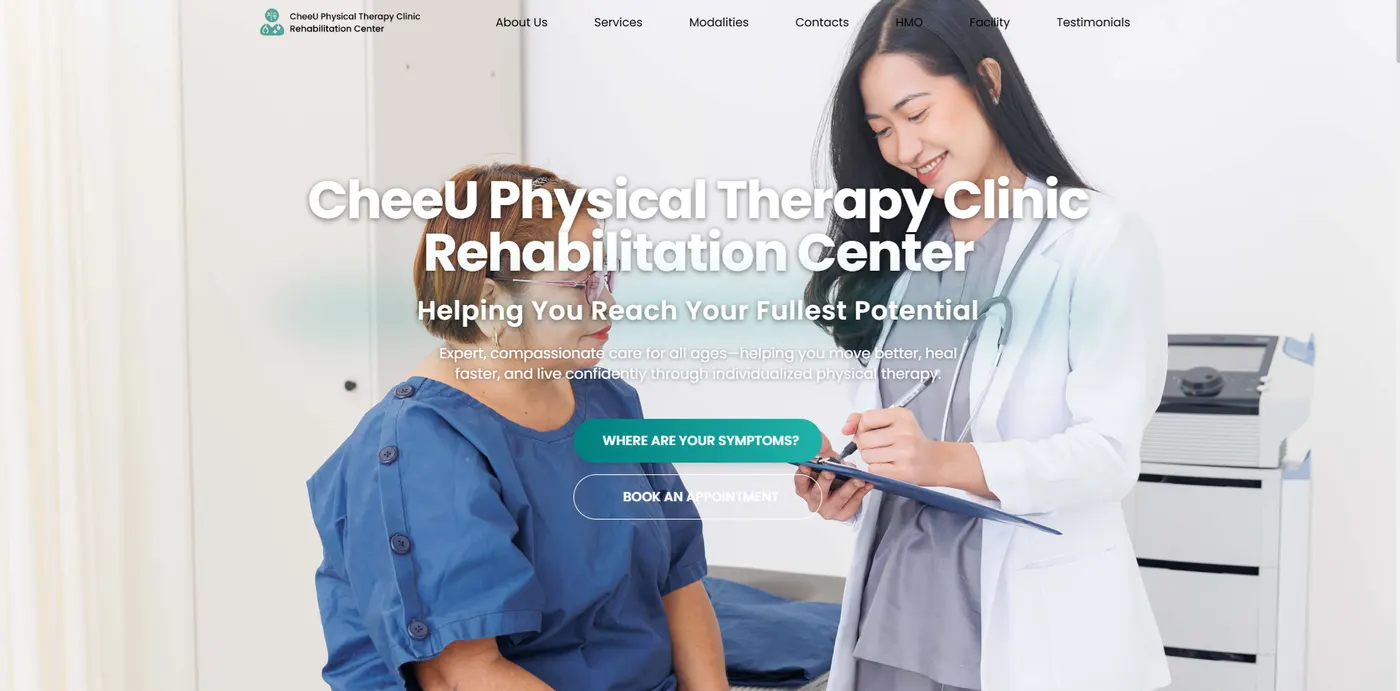 CheeU Physical Therapy Clinic
Rehabilitation Center
About Us
Services
Modalities
Contacts
HMO
Facility
Testimonials
CheeU Physical Therapy Clinic
Rehabilitation Center
Helping You Reach Your Fullest Potential
Expert, compassionate care for all ages—helping you move better, heal
faster, and live confidently through individualized physical therapy.
WHERE ARE YOUR SYMPTOMS?
BOOK AN APPOINTMENT